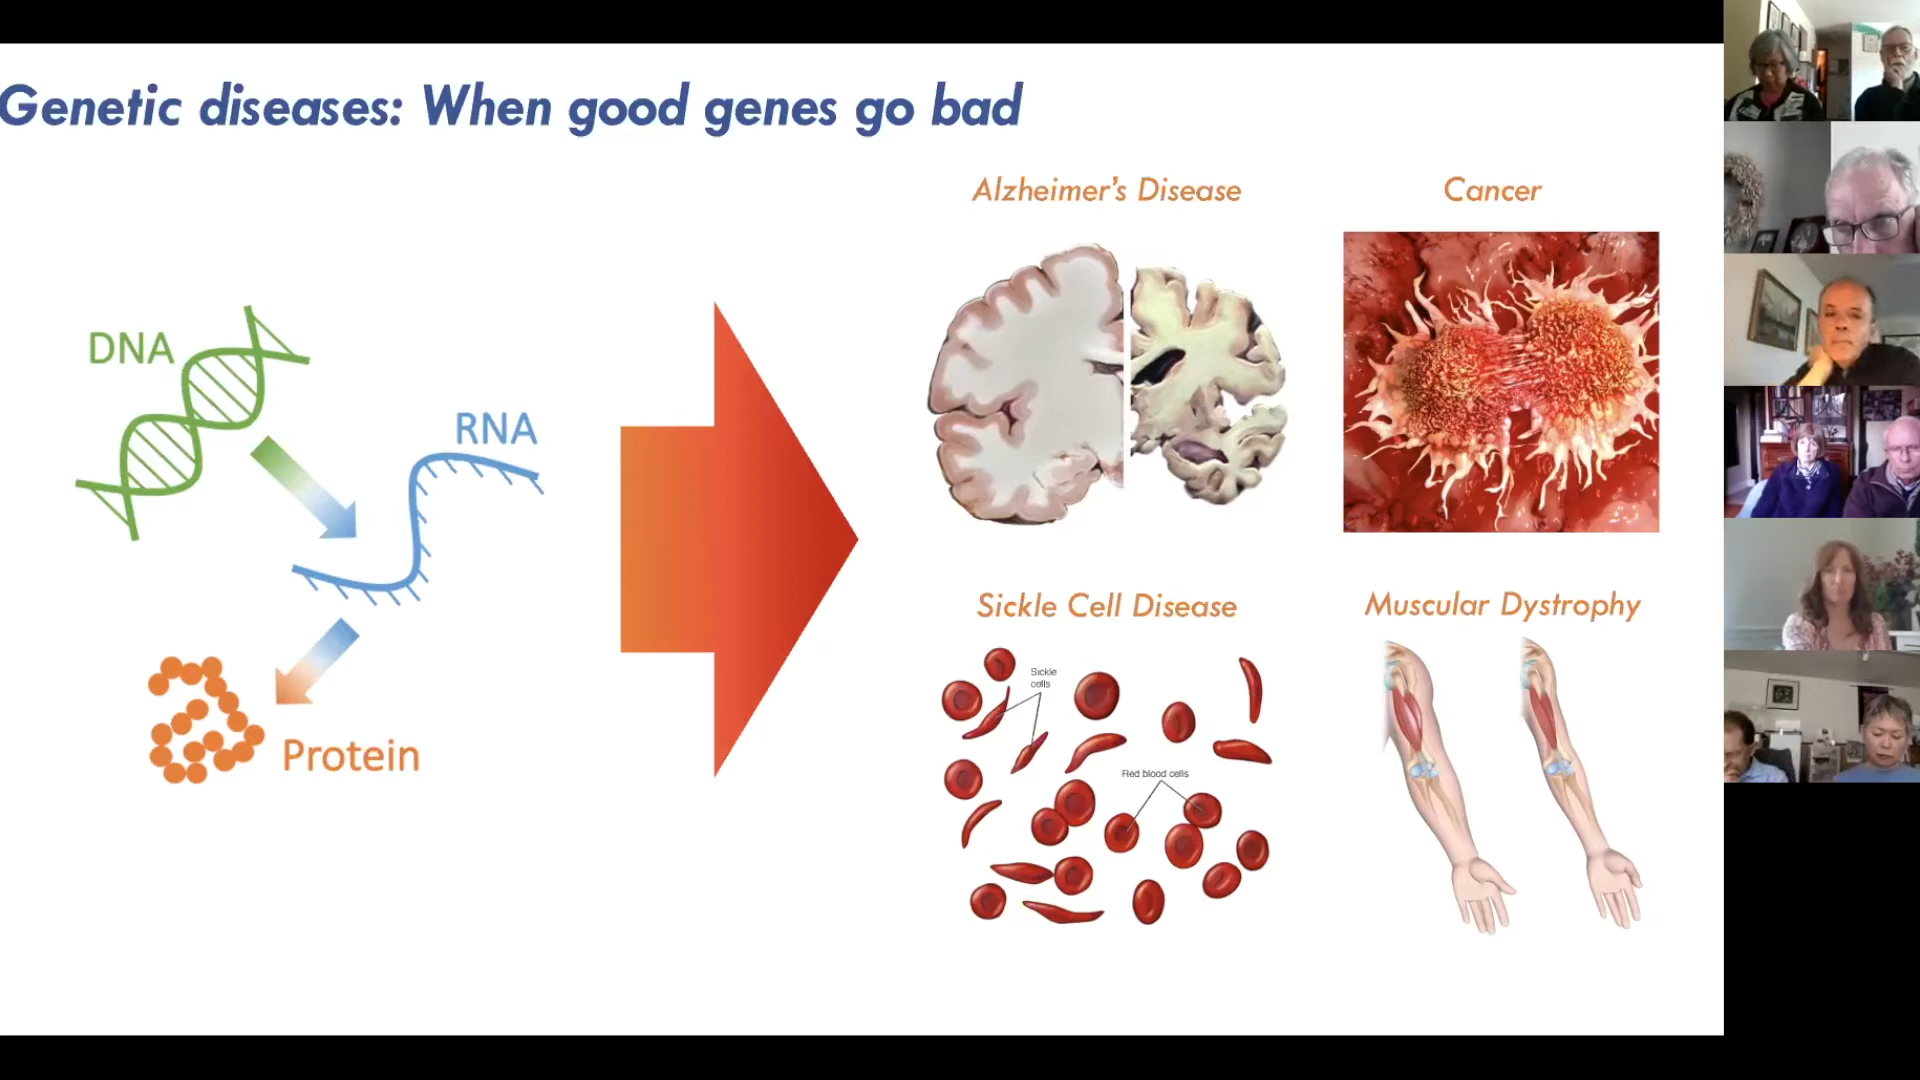 Genetic diseases: When good genes go bad
DNA
RNA
Protein
Alzheimer's Disease
Cancer
Sickle Cell Disease
Sickle
cells
Red blood cells
Muscular Dystrophy